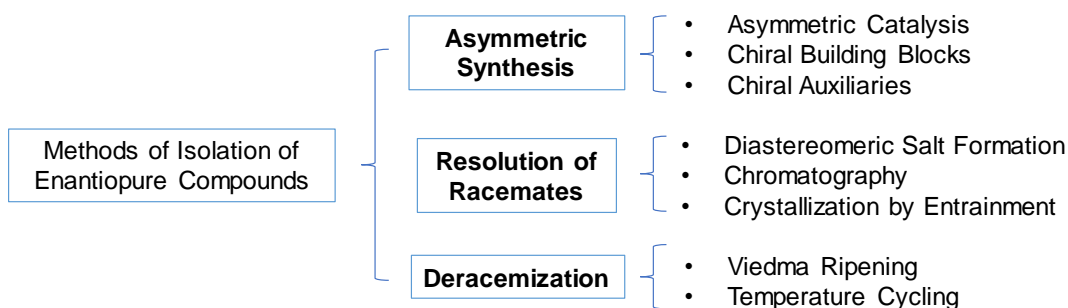 Methods of Isolation of
Enantiopure Compounds
Asymmetric
Synthesis
• Asymmetric Catalysis
• Chiral Building Blocks
• Chiral Auxiliaries
Resolution of
Racemates
• Diastereomeric Salt Formation
• Chromatography
• Crystallization by Entrainment
Deracemization
• Viedma Ripening
• Temperature Cycling